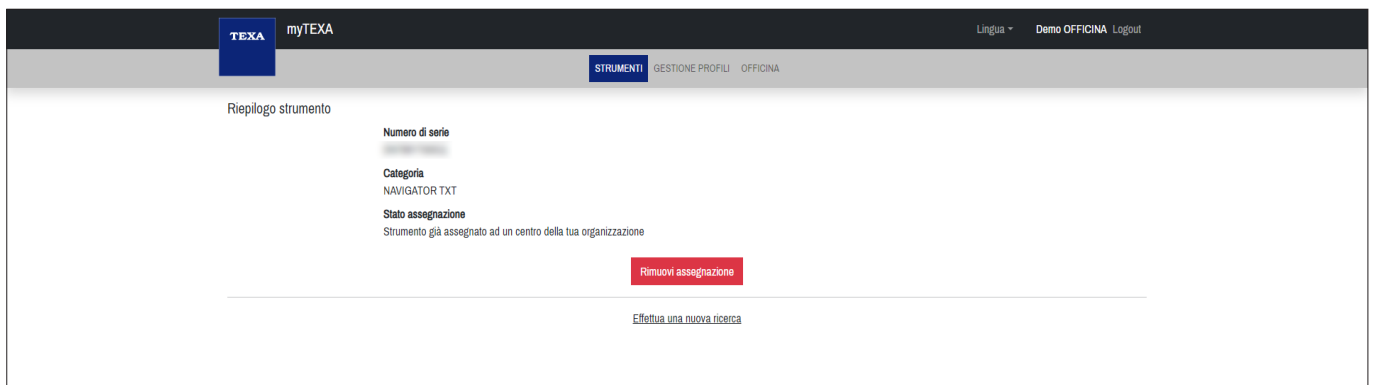 TEXA
myTEXA
Lingua
Demo OFFICINA Logout
STRUMENTI GESTIONE PROFILI OFFICINA
Riepilogo strumento
Numero di serie
Categoria
NAVIGATOR TXT
Stato assegnazione
Strumento già assegnato ad un centro della tua organizzazione
Rimuovi assegnazione
Effettua una nuova ricerca